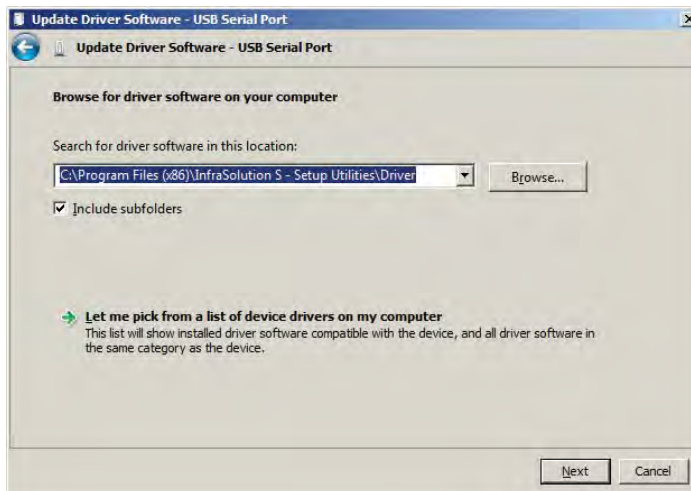 Update Driver Software - USB Serial Port
Update Driver Software - USB Serial Port
Browse for driver software on your computer
Search for driver software in this location:
C:\Program Files (x86)\InfraSolution S - Setup Utilities\Driver
Browse...
Include subfolders
Let me pick from a list of device drivers on my computer
This list will show installed driver software compatible with the device, and all driver software in
the same category as the device.
Next
Cancel